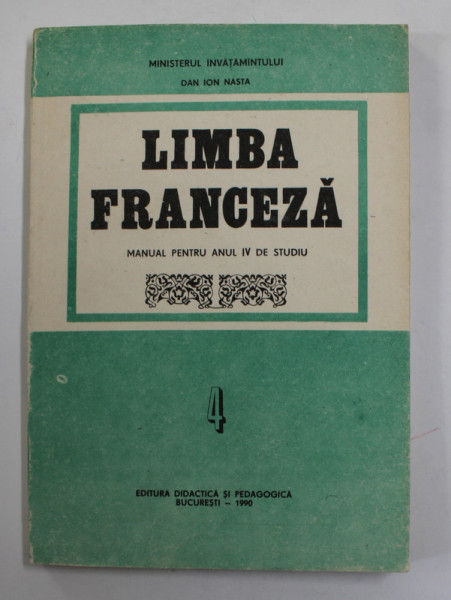 MINISTERUL INVĂȚĂMÎNTULUI
DAN ION NASTA
LIMBA
FRANCEZĂ
MANUAL PENTRU ANUL IV DE STUDIU
4
EDITURA DIDACTICĂ ȘI PEDAGOGICĂ
BUCUREȘTI – 1990